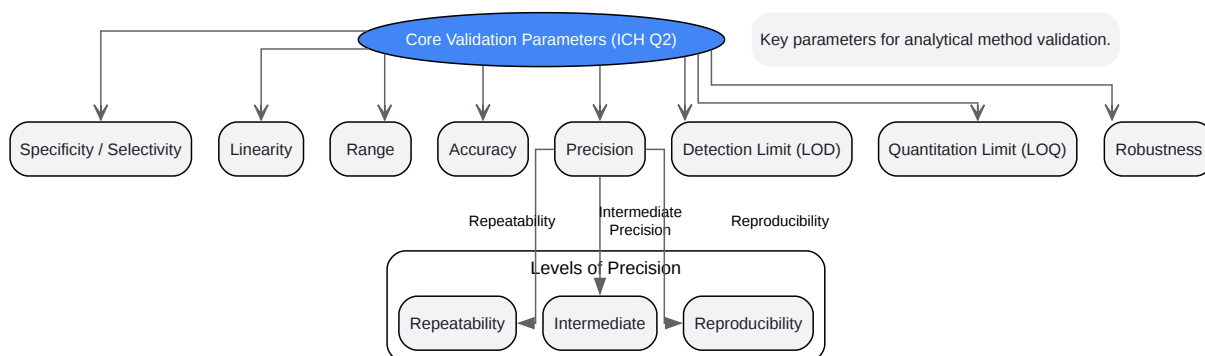 Core Validation Parameters (ICH Q2)
Key parameters for analytical method validation.
Specificity / Selectivity
Linearity
Range
Accuracy
Precision
Detection Limit (LOD)
Quantitation Limit (LOQ)
Robustness
Repeatability
Intermediate
Precision
Reproducibility
Levels of Precision
Repeatability
Intermediate
Reproducibility